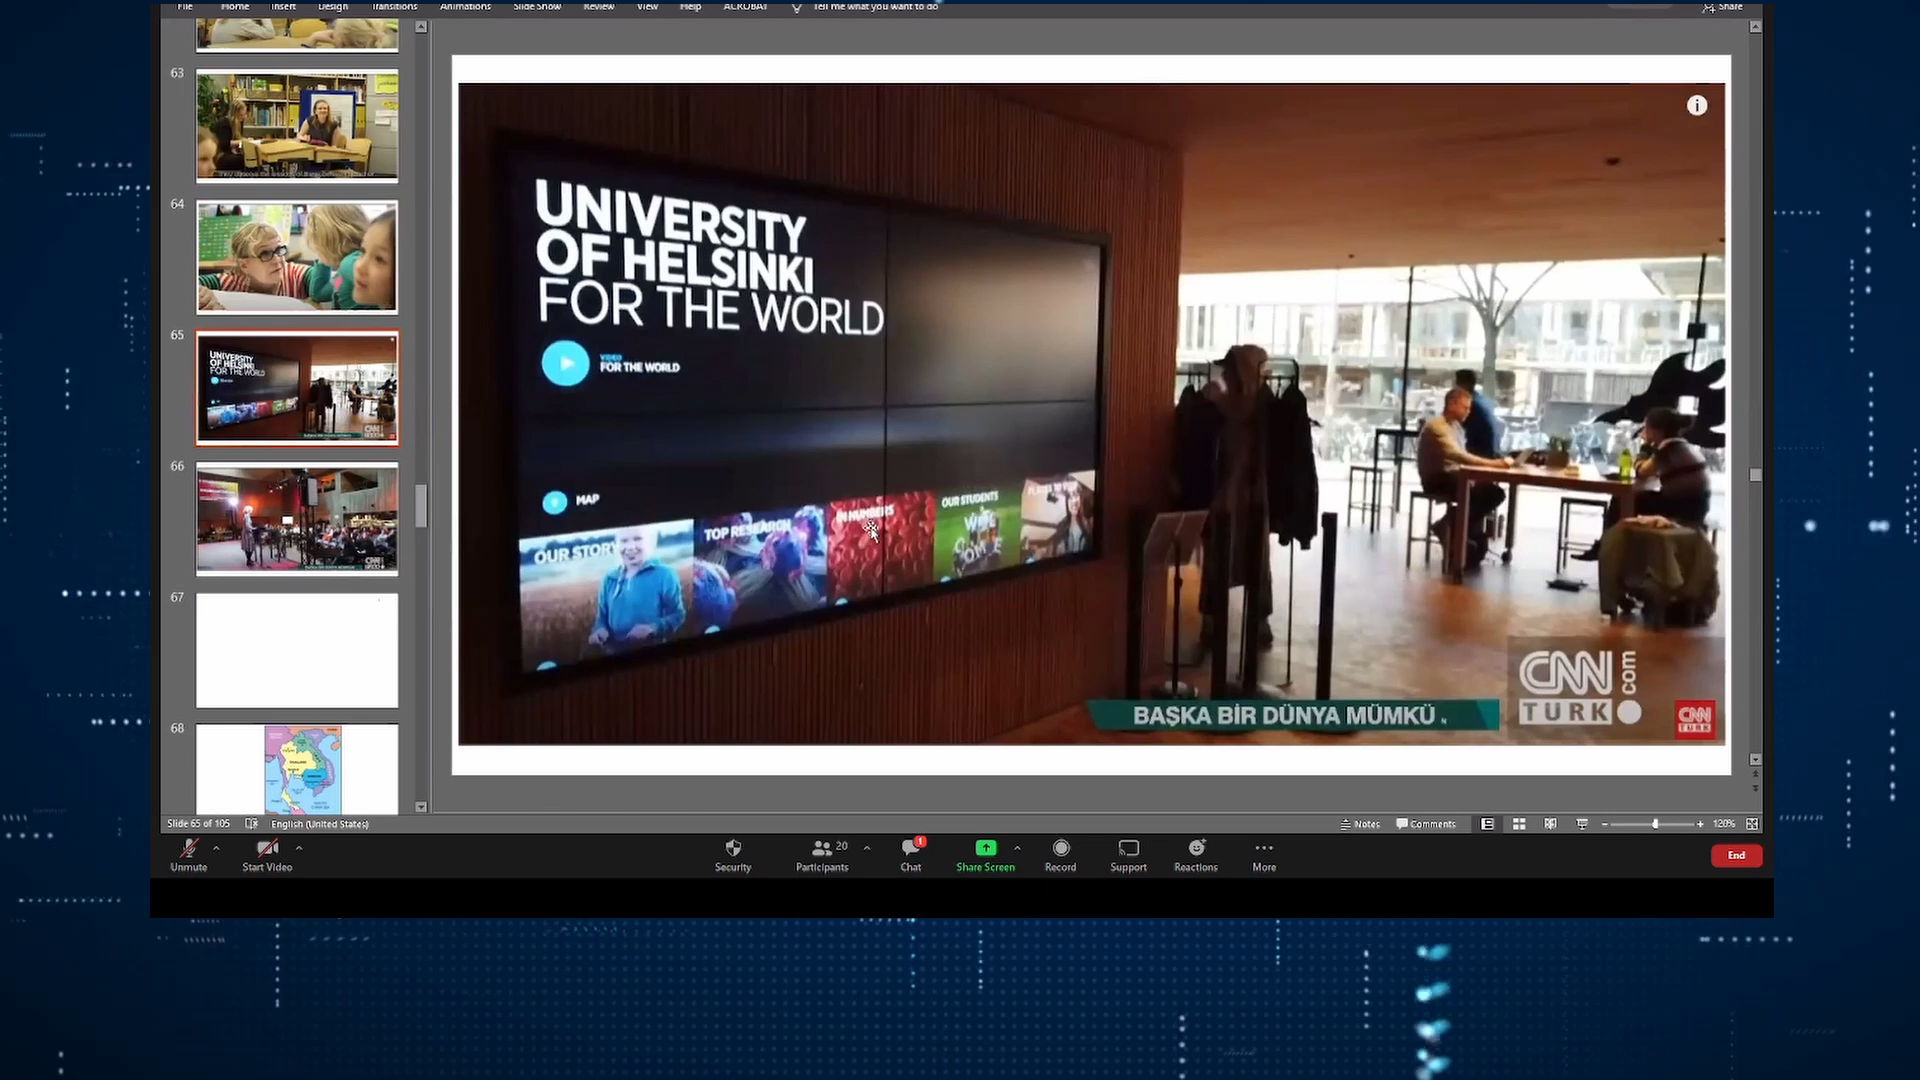 File Home Insert Design Transitions Animations Slide Show Review View Help ACROBAT Tell me what you want to do Share
63
64
65
66
67
68
UNIVERSITY
OF HELSINKI
FOR THE WORLD
VIDEO
FOR THE WORLD
MAP
OUR STORY
TOP RESEARCH
IN NUMBERS
OUR STUDENTS
BAŞKA BİR DÜNYA MÜMKÜ
CNN
TURK
.com
CNN
TURK
Slide 65 of 105 English (United States) Notes Comments 120%
Unmute Start Video Security Participants 20 Chat 1 Share Screen Record Support Reactions More End